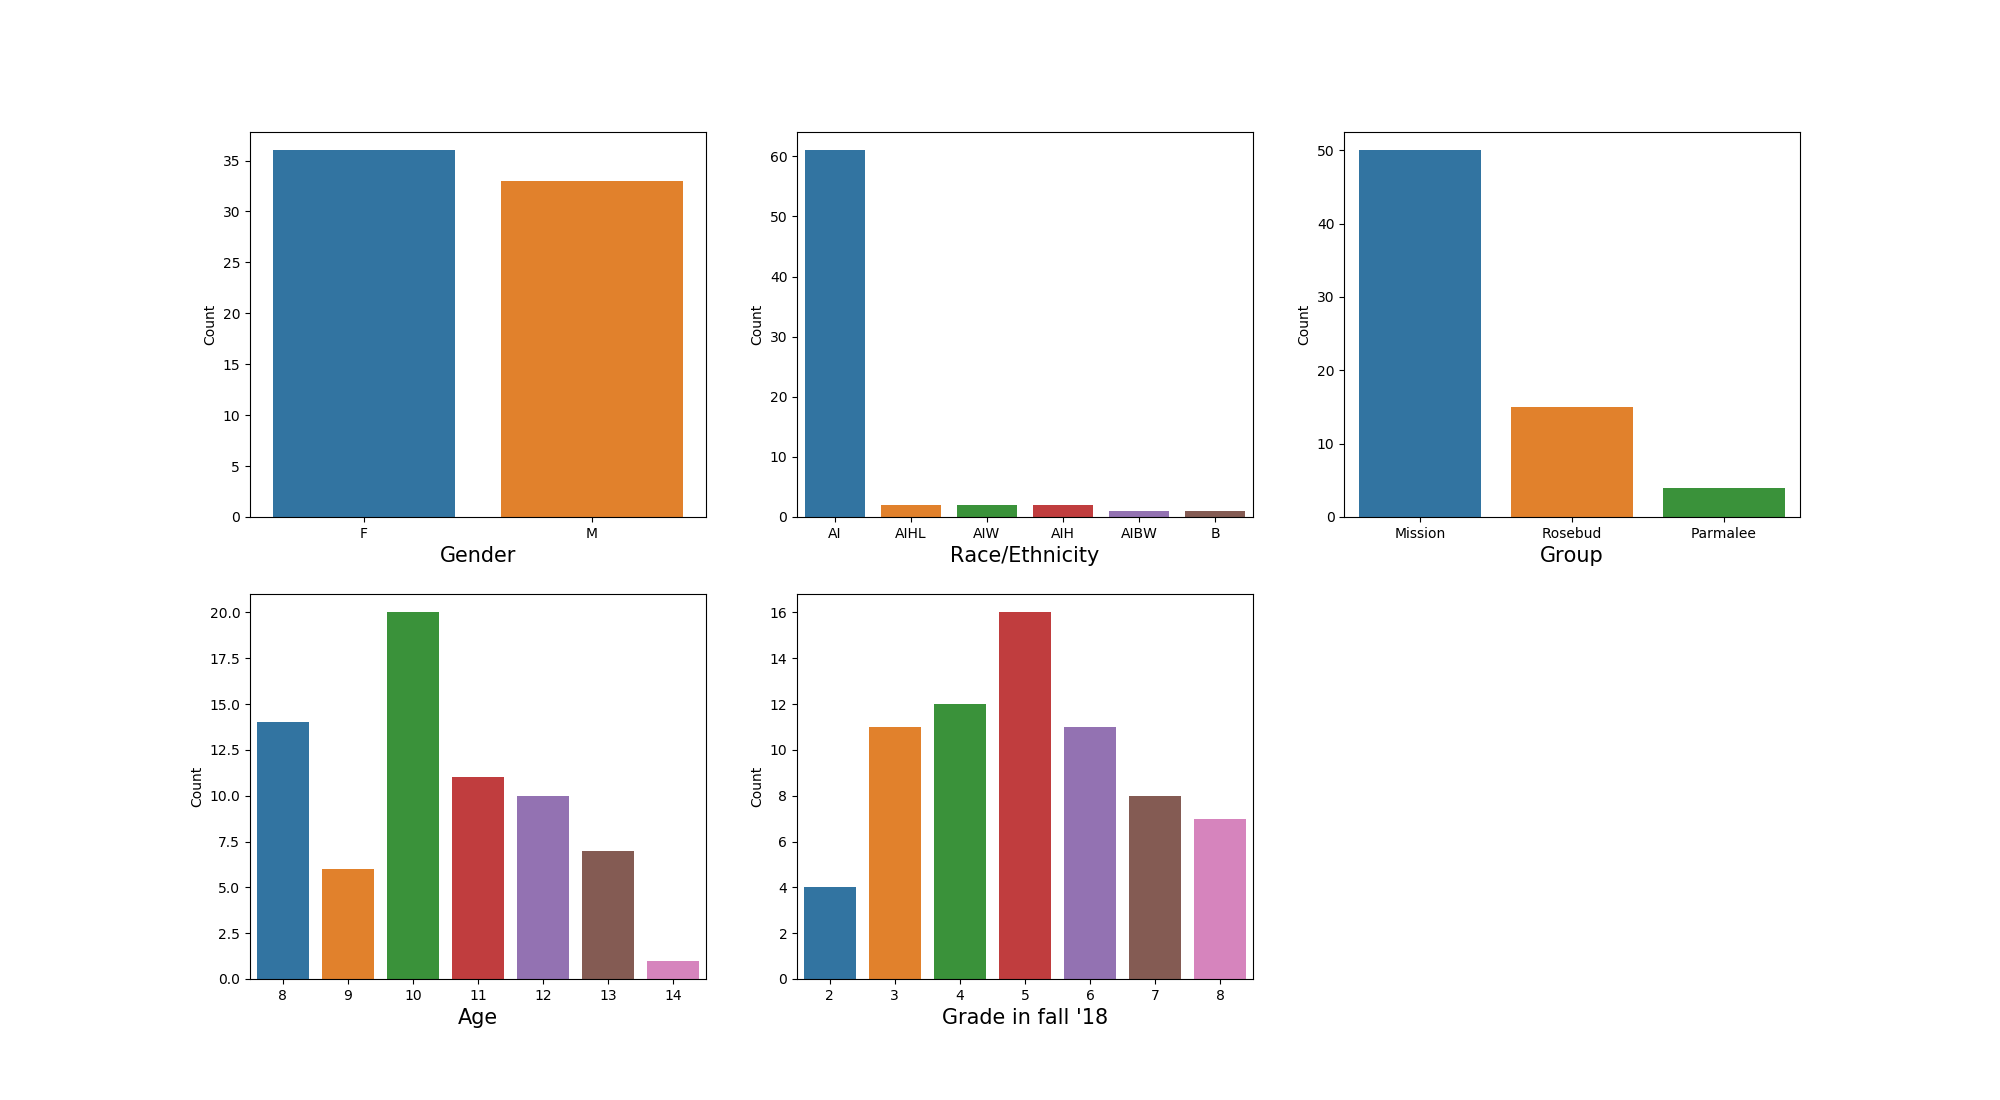 35
30
25
20
15
10
5
0
Count
F M
Gender
60
50
40
30
20
10
0
Count
AI AIHL AIW AIH AIBW B
Race/Ethnicity
50
40
30
20
10
0
Count
Mission Rosebud Parmalee
Group
20.0
17.5
15.0
12.5
10.0
7.5
5.0
2.5
0.0
Count
8 9 10 11 12 13 14
Age
16
14
12
10
8
6
4
2
0
Count
2 3 4 5 6 7 8
Grade in fall '18